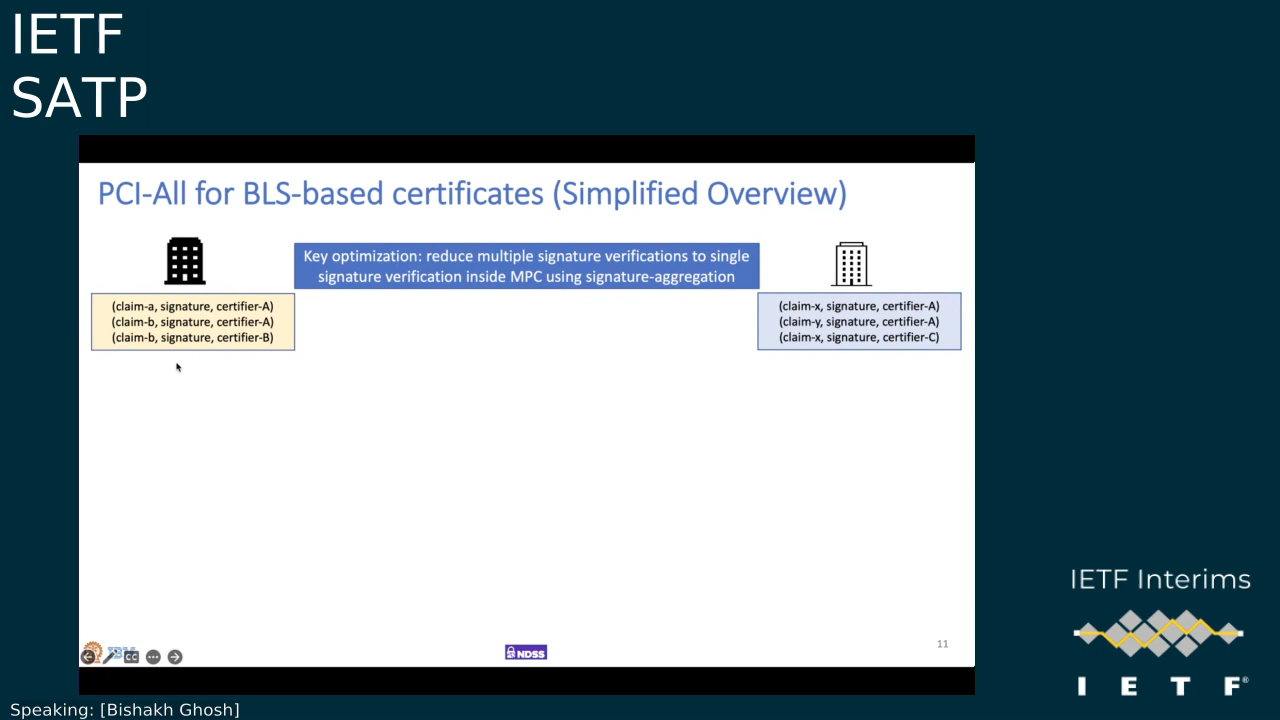 IETF
SATP
PCI-All for BLS-based certificates (Simplified Overview)
Key optimization: reduce multiple signature verifications to single
signature verification inside MPC using signature-aggregation
(claim-a, signature, certifier-A)
(claim-b, signature, certifier-A)
(claim-b, signature, certifier-B)
(claim-x, signature, certifier-A)
(claim-y, signature, certifier-A)
(claim-x, signature, certifier-C)
CC
NDSS
11
IETF Interims
I E T F®
Speaking: [Bishakh Ghosh]